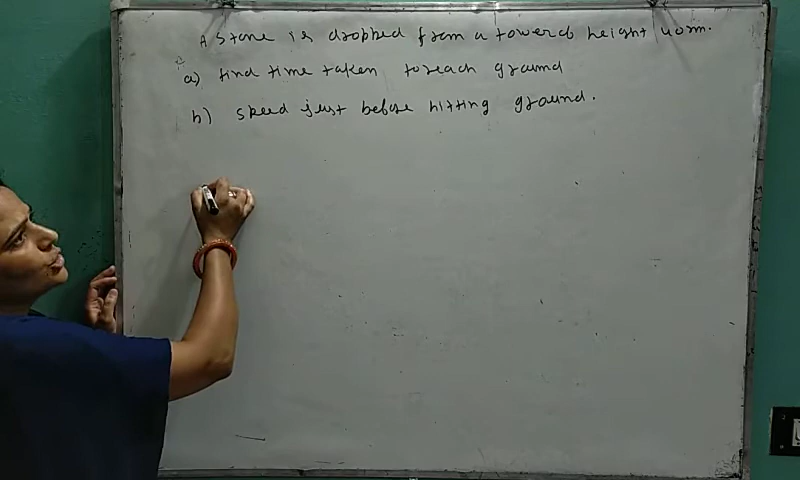 A stone is dropped from a tower of height 40m.
a) find time taken to reach ground
b) speed just before hitting ground.